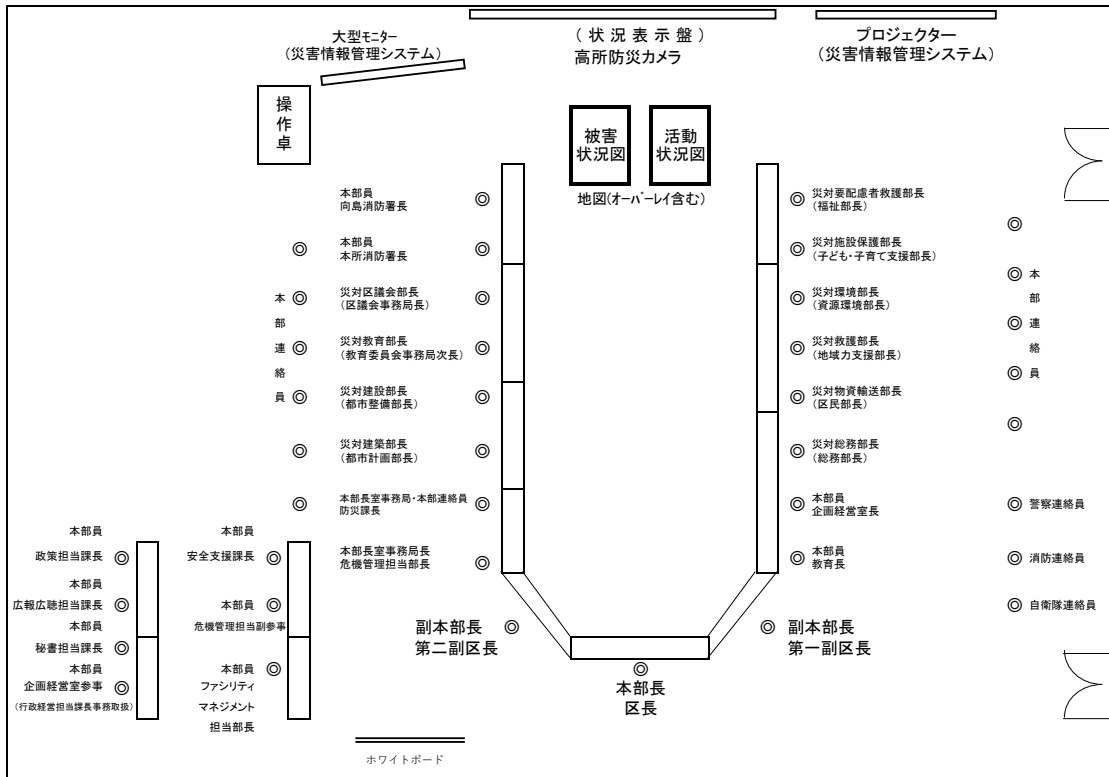 大型モニター
(災害情報管理システム)
(状況表示盤)
高所防災カメラ
プロジェクター
(災害情報管理システム)
操作卓
被害
状況図
活動
状況図
地図(オーバーレイ含む)
本部員
向島消防署長
本部員
本所消防署長
災対区議会部長
(区議会事務局長)
災対教育部長
(教育委員会事務局次長)
災対建設部長
(都市整備部長)
災対建築部長
(都市計画部長)
本部長室事務局・本部連絡員
防災課長
本部長室事務局長
危機管理担当部長
本部連絡員
災対要配慮者救護部長
(福祉部長)
災対施設保護部長
(子ども・子育て支援部長)
災対環境部長
(資源環境部長)
災対救護部長
(地域力支援部長)
災対物資輸送部長
(区民部長)
災対総務部長
(総務部長)
本部員
企画経営室長
本部員
教育長
本部連絡員
警察連絡員
消防連絡員
自衛隊連絡員
本部員
政策担当課長
本部員
広報広聴担当課長
本部員
秘書担当課長
本部員
企画経営室参事
(行政経営担当課長事務取扱)
本部員
安全支援課長
本部員
危機管理担当副参事
本部員
ファシリティ
マネジメント
担当部長
副本部長
第二副区長
副本部長
第一副区長
本部長
区長
ホワイトボード